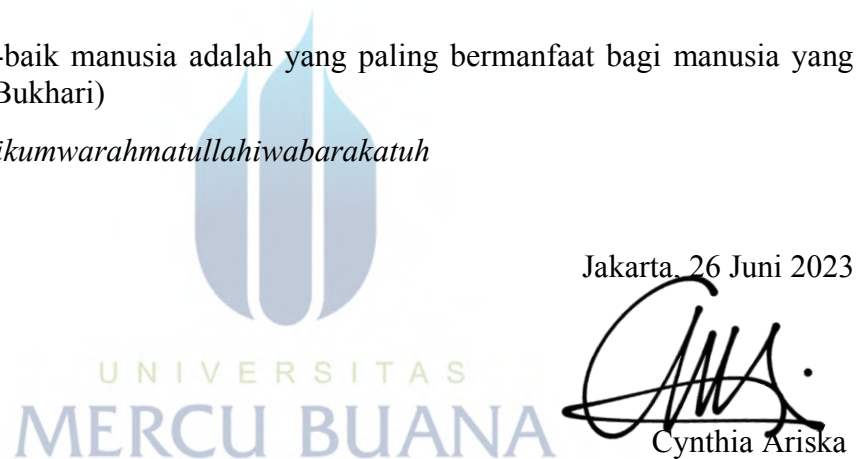 -baik manusia adalah yang paling bermanfaat bagi manusia yang
Bukhari)
ikumwarahmatullahiwabarakatuh
Jakarta, 26 Juni 2023
UNIVERSITAS
MERCU BUANA
Cynthia Ariska